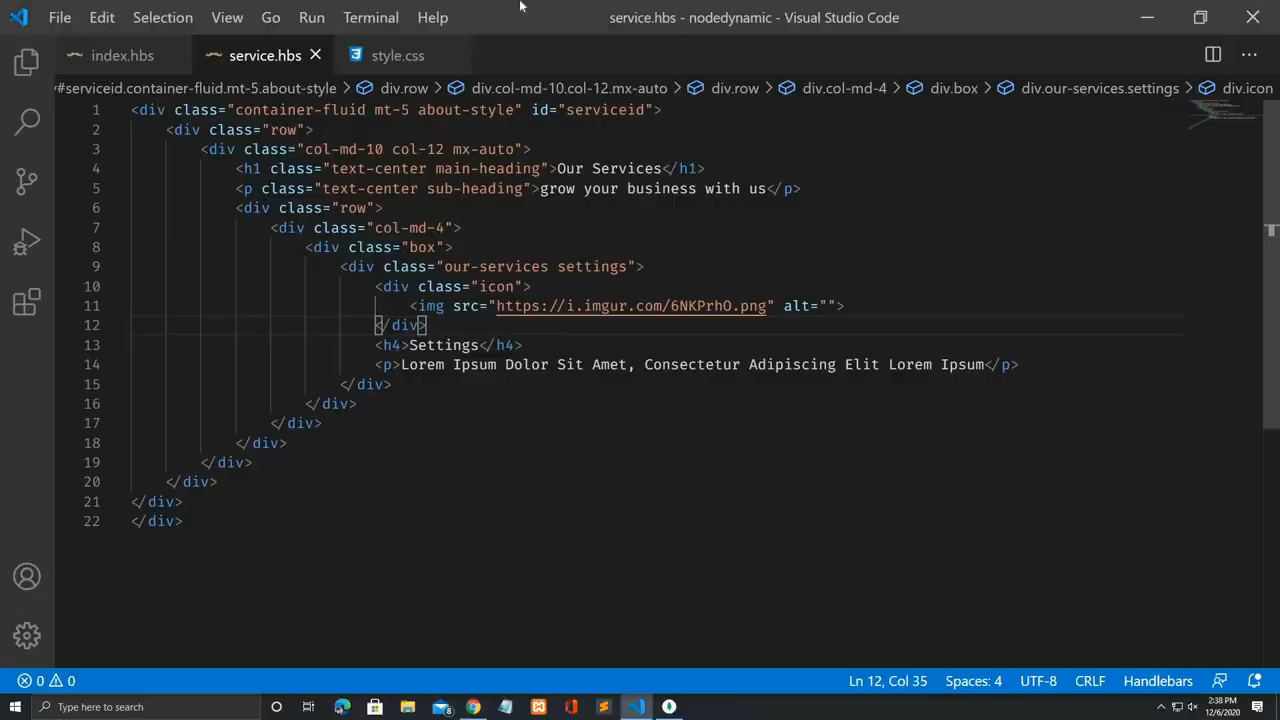 File Edit Selection View Go Run Terminal Help service.hbs - nodedynamic - Visual Studio Code
index.hbs service.hbs style.css
#serviceid.container-fluid.mt-5.about-style > div.row > div.col-md-10.col-12.mx-auto > div.row > div.col-md-4 > div.box > div.our-services.settings > div.icon
1 <div class="container-fluid mt-5 about-style" id="serviceid">
2 <div class="row">
3 <div class="col-md-10 col-12 mx-auto">
4 <h1 class="text-center main-heading">Our Services</h1>
5 <p class="text-center sub-heading">grow your business with us</p>
6 <div class="row">
7 <div class="col-md-4">
8 <div class="box">
9 <div class="our-services settings">
10 <div class="icon">
11 <img src="https://i.imgur.com/6NKPrhO.png" alt="">
12 </div>
13 <h4>Settings</h4>
14 <p>Lorem Ipsum Dolor Sit Amet, Consectetur Adipiscing Elit Lorem Ipsum</p>
15 </div>
16 </div>
17 </div>
18 </div>
19 </div>
20 </div>
21 </div>
22 </div>
0 0 Ln 12, Col 35 Spaces: 4 UTF-8 CRLF Handlebars
Type here to search 8 2:38 PM
12/6/2020